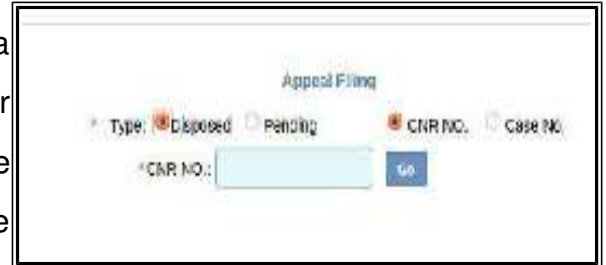 Appeal Filing
* Type: Disposed Pending CNR NO. Case No.
*CNR NO.: Go
a
r
e
e